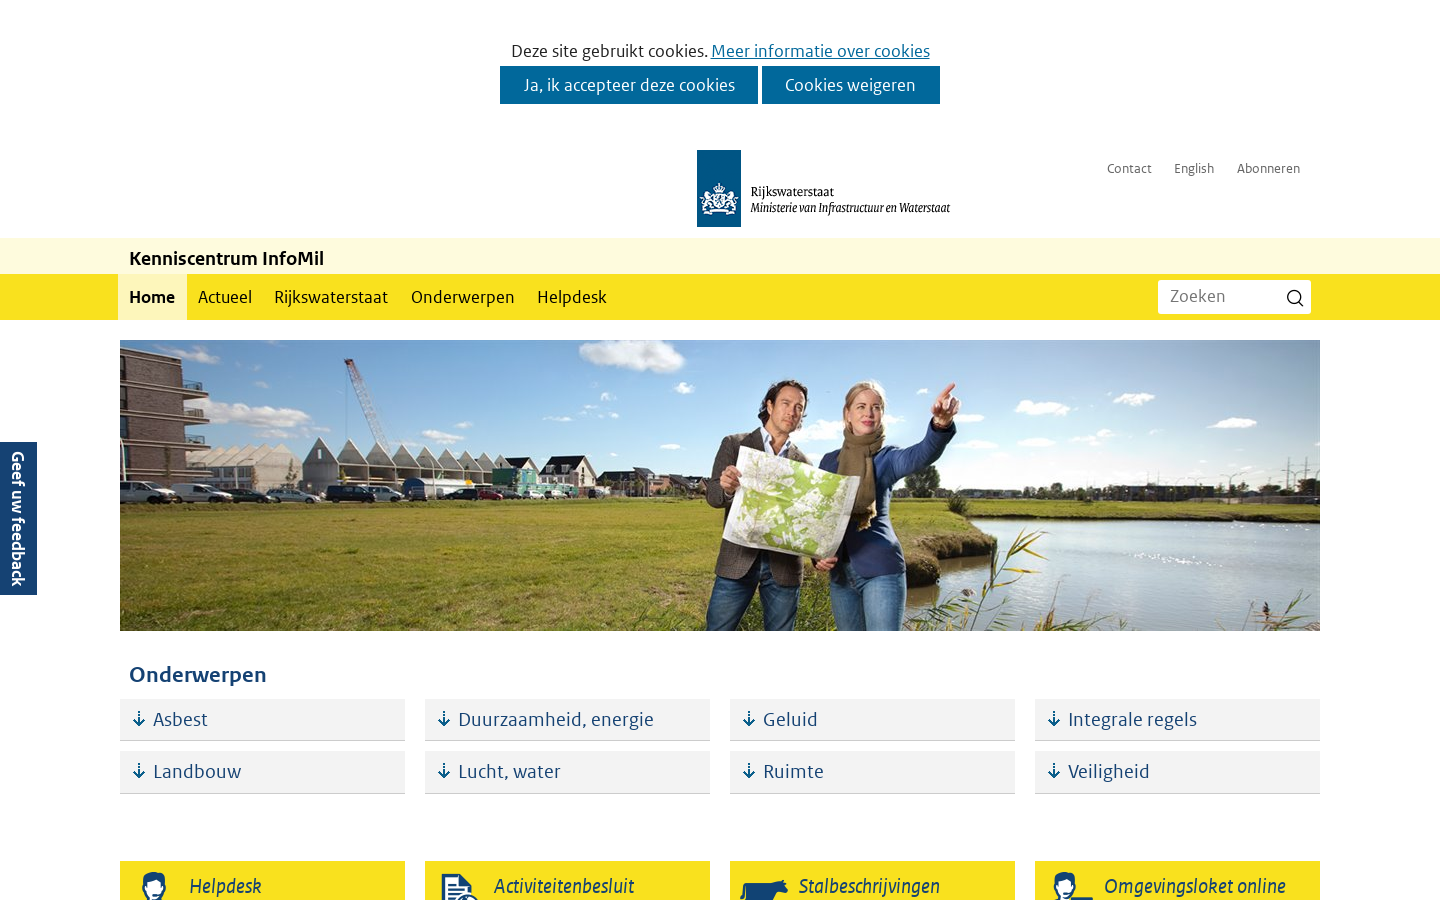 Deze site gebruikt cookies. Meer informatie over cookies
Ja, ik accepteer deze cookies
Cookies weigeren
Rijkswaterstaat
Ministerie van Infrastructuur en Waterstaat
Contact
English
Abonneren
Kenniscentrum InfoMil
Home
Actueel
Rijkswaterstaat
Onderwerpen
Helpdesk
Zoeken
Geef uw feedback
Onderwerpen
Asbest
Duurzaamheid, energie
Geluid
Integrale regels
Landbouw
Lucht, water
Ruimte
Veiligheid
Helpdesk
Activiteitenbesluit
Stalbeschrijvingen
Omgevingsloket online